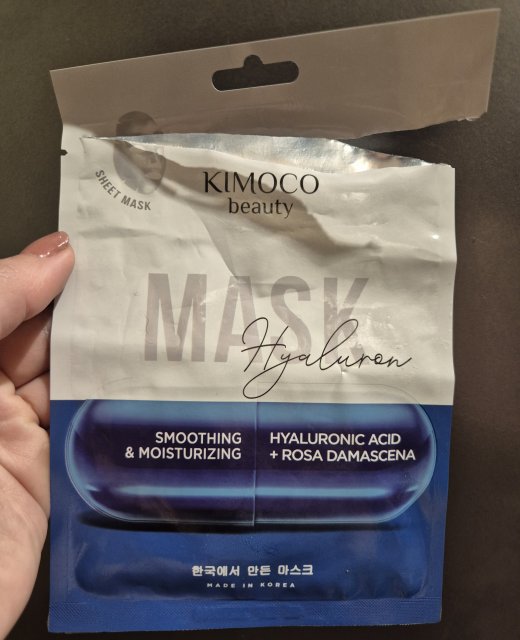 SHEET MASK
KIMOCO
beauty
MASK
Hyaluron
SMOOTHING
& MOISTURIZING
HYALURONIC ACID
+ ROSA DAMASCENA
한국에서 만든 마스크
MADE IN KOREA